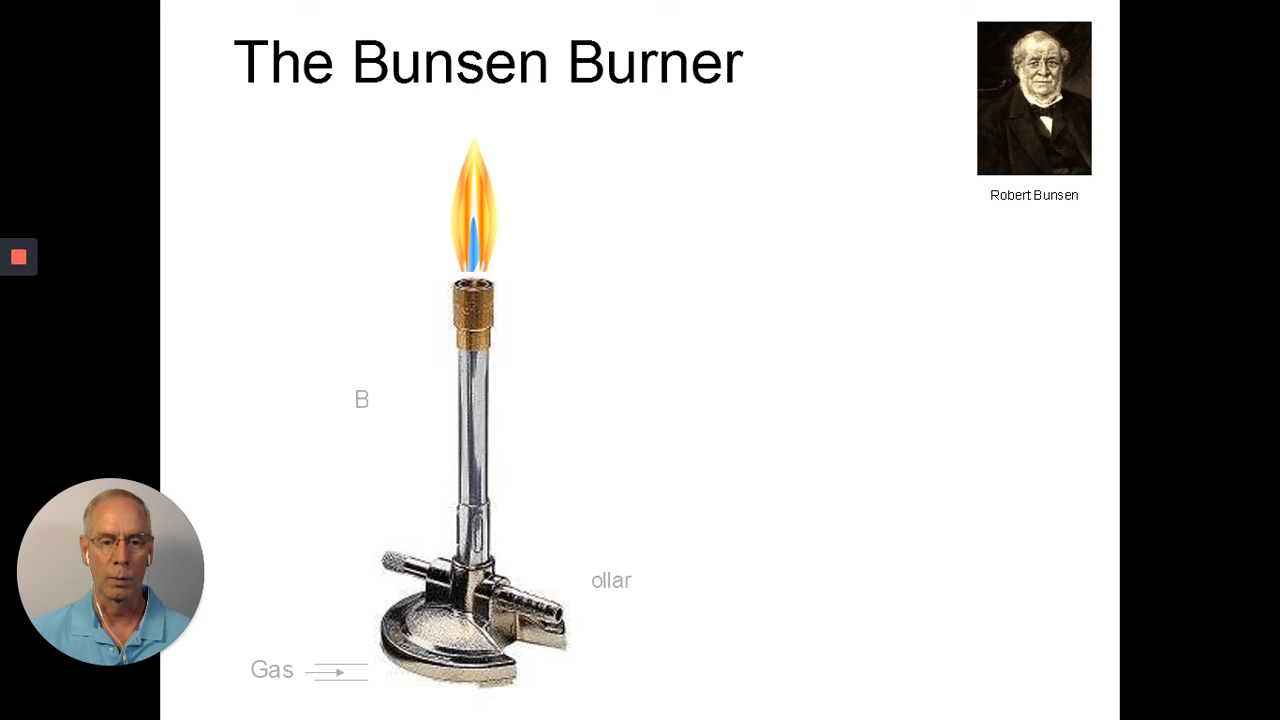 The Bunsen Burner
Robert Bunsen
B
ollar
Gas